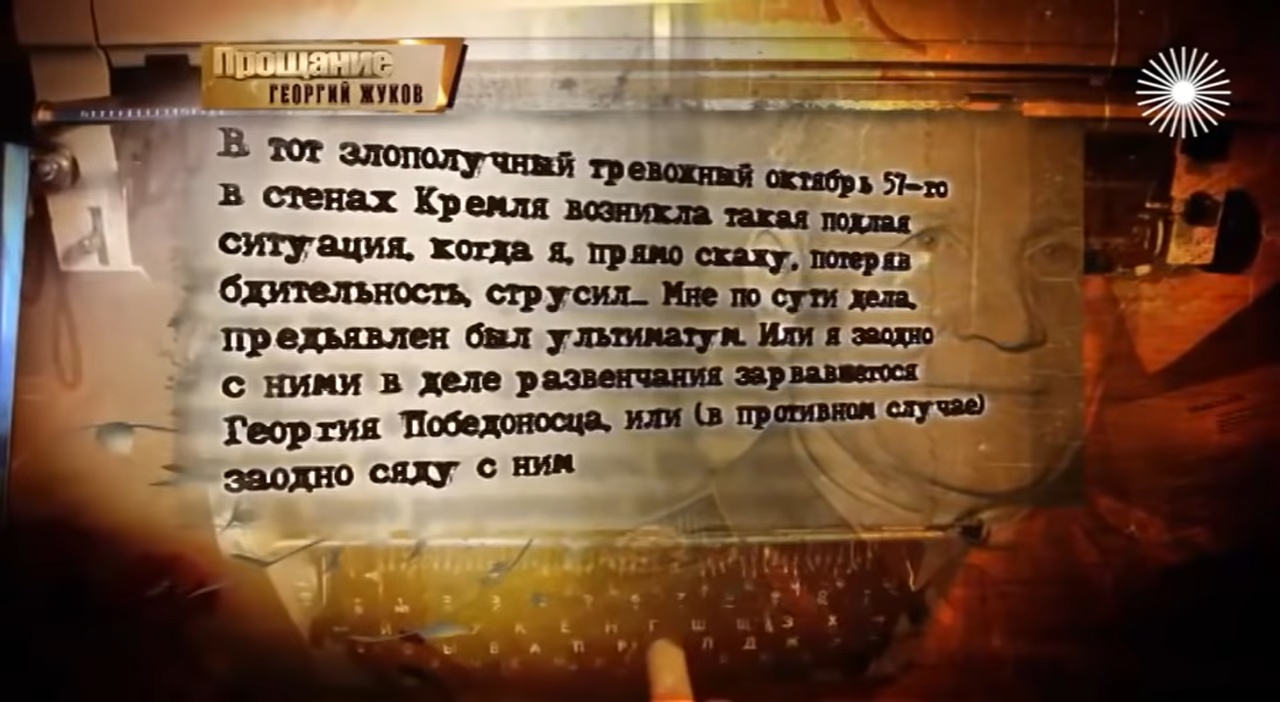 Прощание
ГЕОРГИЙ ЖУКОВ
В тот злополучный тревожный октябрь 57-го
в стенах Кремля возникла такая подлая
ситуация, когда я, прямо скажу, потеряв
бдительность, струсил... Мне по сути дела,
предъявлен был ультиматум. Или я заодно
с ними в деле развенчания зарвавшегося
Георгия Победоносца, или (в противном случае)
заодно сяду с ним